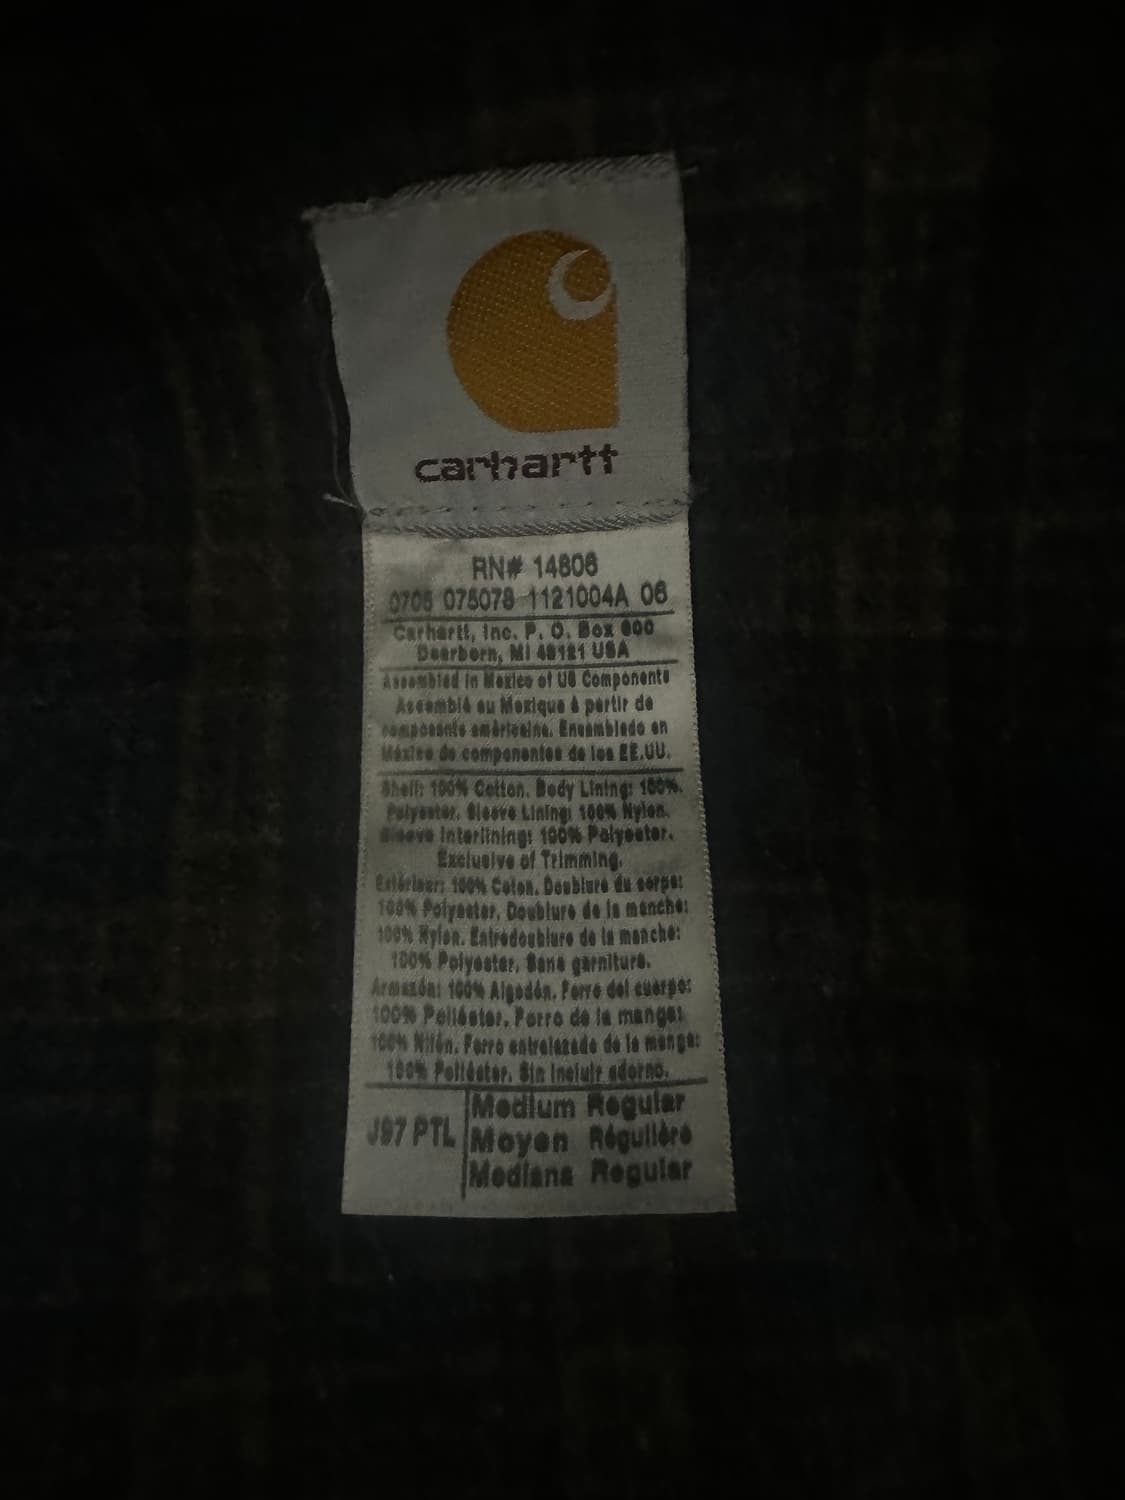 carhartt
RN# 14806
0706 075078 1121004A 06
Carhartt, Inc. P. O. Box 600
Dearborn, MI 48121 USA
Assembled in Mexico of US Components
Assemblé au Mexique à partir de
composants américains. Ensamblado en
México de componentes de los EE.UU.
Shell: 100% Cotton. Body Lining: 100%.
Polyester. Sleeve Lining: 100% Nylon.
Sleeve Interlining: 100% Polyester.
Exclusive of Trimming.
Extérieur: 100% Coton. Doublure du corps:
100% Polyester. Doublure de la manche:
100% Nylon. Entredoublure de la manche:
100% Polyester. Sans garniture.
Armazón: 100% Algodón. Forro del cuerpo:
100% Poliéster. Forro de la manga:
100% Nilón. Forro entrelazado de la manga:
100% Poliéster. Sin incluir adorno.
J97 PTL
Medium Regular
Moyen Régulière
Mediana Regular